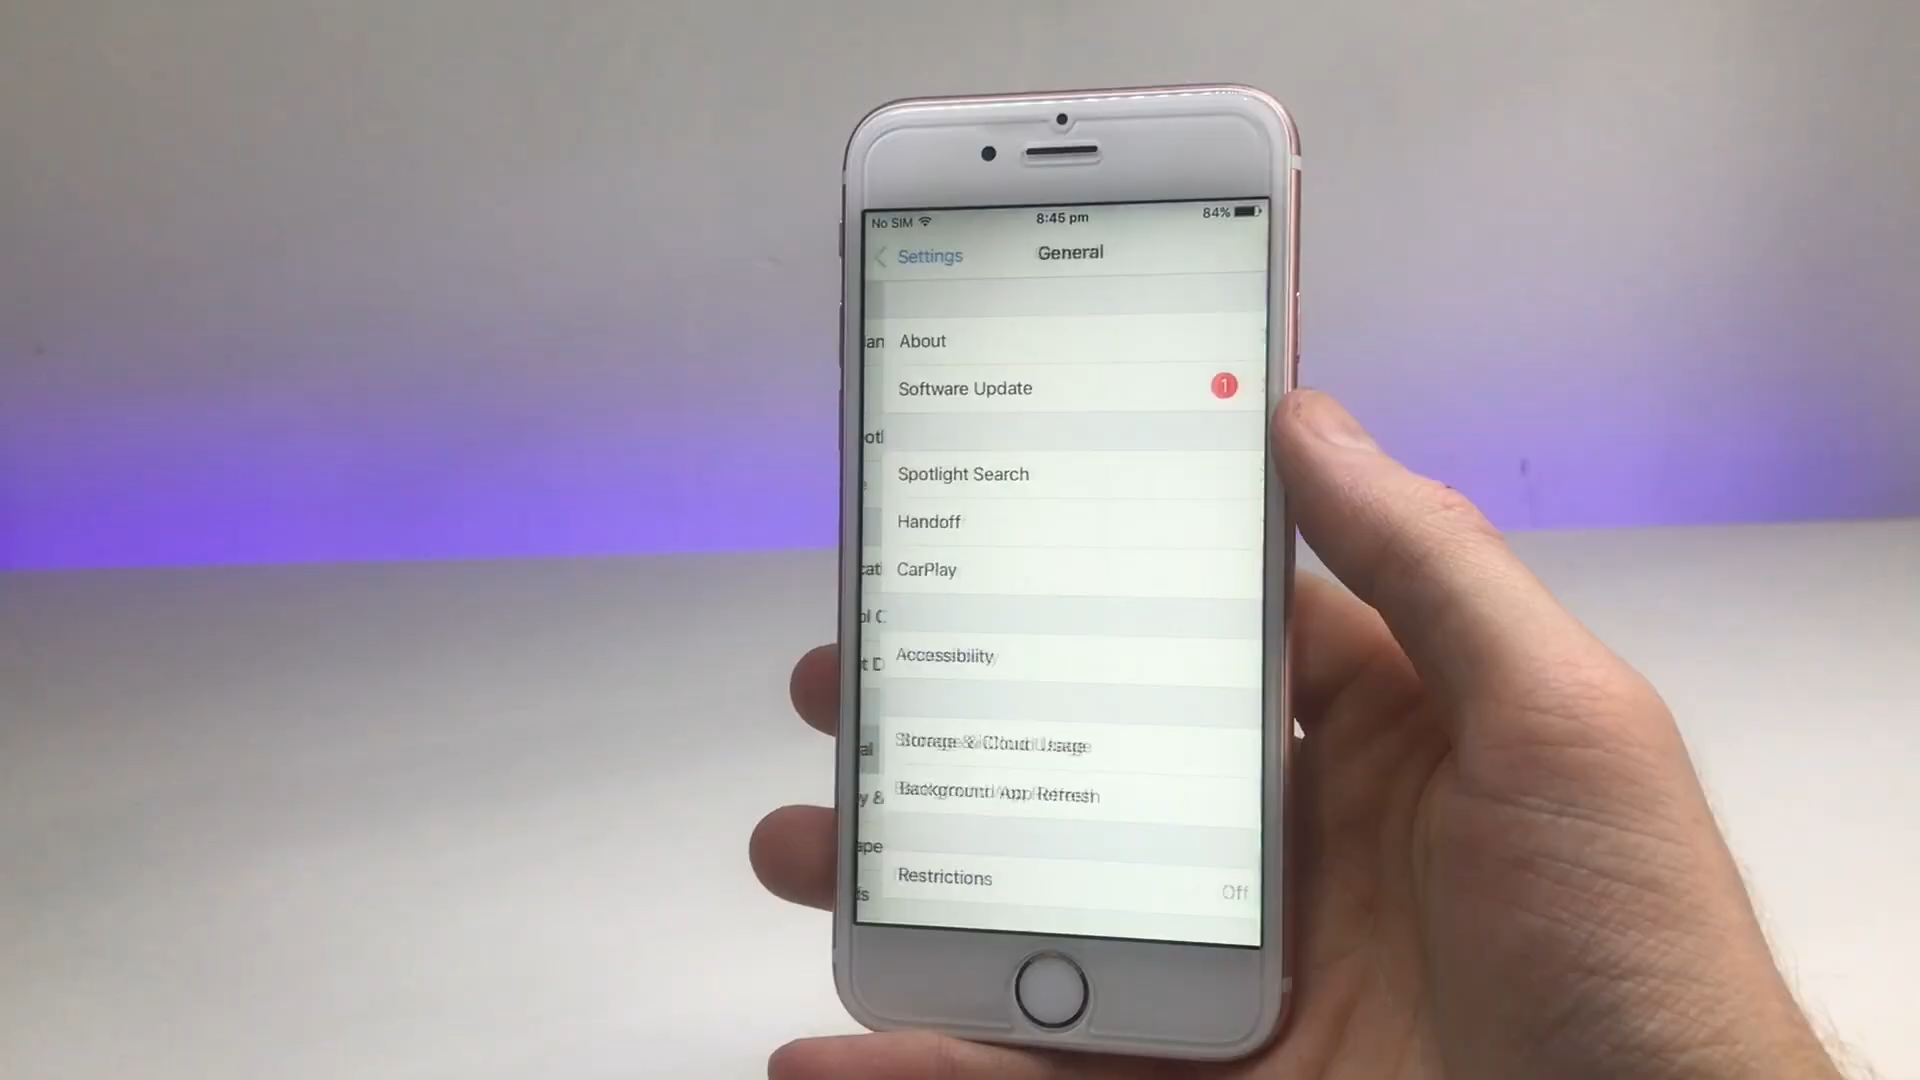 No SIM 8:45 pm 84%
Settings General
About
Software Update 1
Spotlight Search
Handoff
CarPlay
Accessibility
Storage & iCloud Usage
Background App Refresh
Restrictions Off